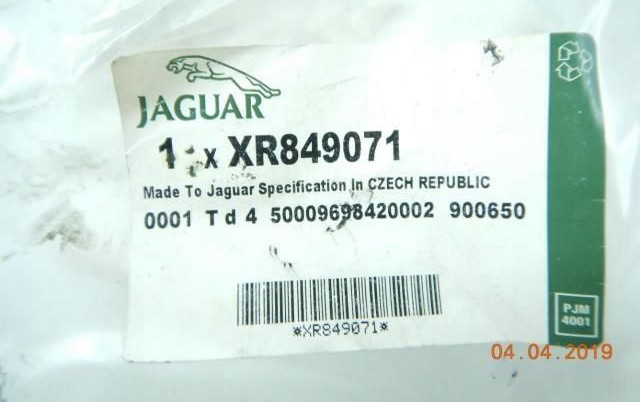 JAGUAR
1 x XR849071
Made To Jaguar Specification In CZECH REPUBLIC
0001 T d 4 50009698420002 900650
*XR849071*
PJM
4001
04.04.2019